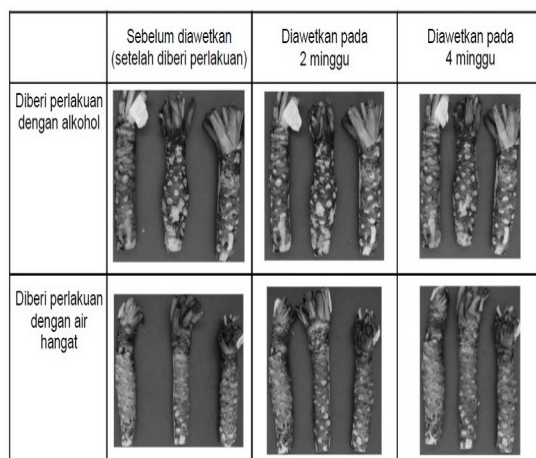 Sebelum diawetkan
(setelah diberi perlakuan)
Diawetkan pada
2 minggu
Diawetkan pada
4 minggu
Diberi perlakuan
dengan alkohol
Diberi perlakuan
dengan air
hangat